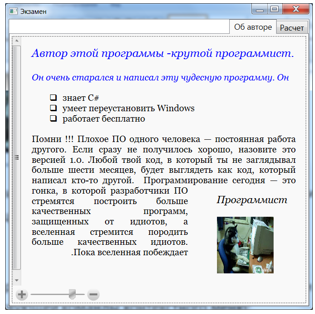 Экзамен
Об авторе
Расчет
Автор этой программы -крутой программист.
Он очень старался и написал эту чудесную программу. Он
знает C#
умеет переустановить Windows
работает бесплатно
Помни !!! Плохое ПО одного человека — постоянная работа
другого. Если сразу не получилось хорошо, назовите это
версией 1.0. Любой твой код, в который ты не заглядывал
больше шести месяцев, будет выглядеть как код, который
написал кто-то другой. Программирование сегодня — это
гонка, в которой разработчики ПО
стремятся построить больше
качественных программ,
защищенных от идиотов, а
вселенная стремится породить
больше качественных идиотов.
.Пока вселенная побеждает
Программист